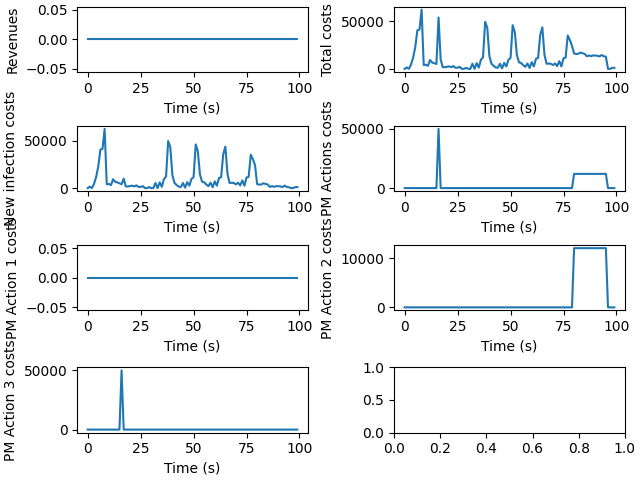 Revenues
0.05
0.00
−0.05
0 25 50 75 100
Time (s)
Total costs
50000
0
0 25 50 75 100
Time (s)
New infection costs
50000
0
0 25 50 75 100
Time (s)
PM Actions costs
50000
0
0 25 50 75 100
Time (s)
PM Action 1 costs
0.05
0.00
−0.05
0 25 50 75 100
Time (s)
PM Action 2 costs
10000
0
0 25 50 75 100
Time (s)
PM Action 3 costs
50000
0
0 25 50 75 100
Time (s)
1.0
0.5
0.0
0.0 0.2 0.4 0.6 0.8 1.0